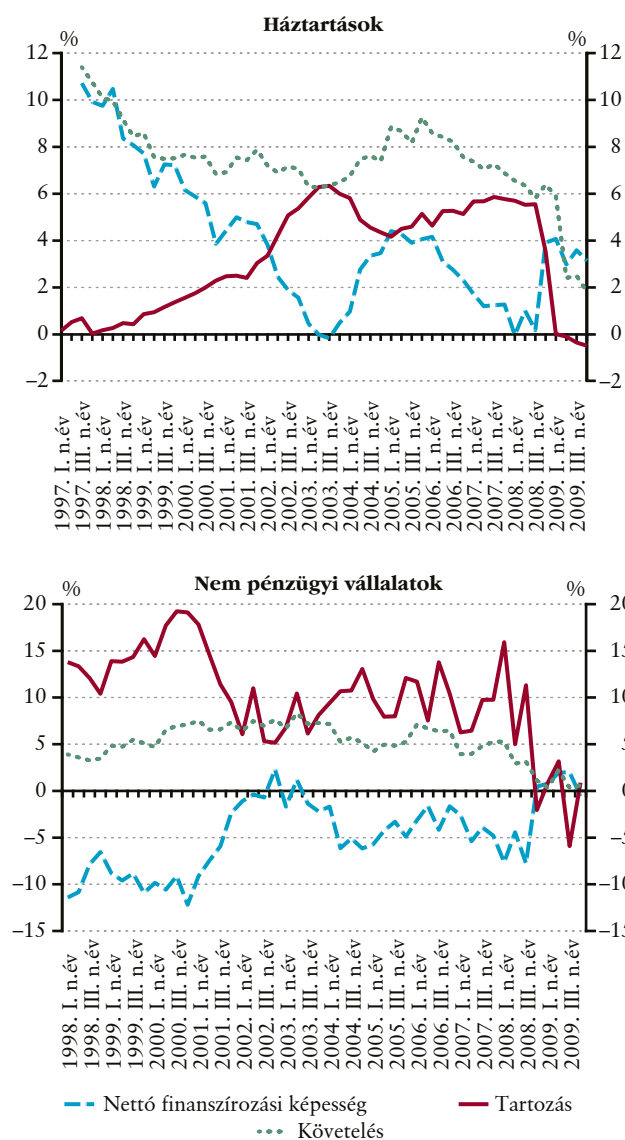 Háztartások
% %
12 12
10 10
8 8
6 6
4 4
2 2
0 0
–2 –2
1997. I. n.év
1997. III. n.év
1998. I. n.év
1998. III. n.év
1999. I. n.év
1999. III. n.év
2000. I. n.év
2000. III. n.év
2001. I. n.év
2001. III. n.év
2002. I. n.év
2002. III. n.év
2003. I. n.év
2003. III. n.év
2004. I. n.év
2004. III. n.év
2005. I. n.év
2005. III. n.év
2006. I. n.év
2006. III. n.év
2007. I. n.év
2007. III. n.év
2008. I. n.év
2008. III. n.év
2009. I. n.év
2009. III. n.év
Nem pénzügyi vállalatok
% %
20 20
15 15
10 10
5 5
0 0
–5 –5
–10 –10
–15 –15
1998. I. n.év
1998. III. n.év
1999. I. n.év
1999. III. n.év
2000. I. n.év
2000. III. n.év
2001. I. n.év
2001. III. n.év
2002. I. n.év
2002. III. n.év
2003. I. n.év
2003. III. n.év
2004. I. n.év
2004. III. n.év
2005. I. n.év
2005. III. n.év
2006. I. n.év
2006. III. n.év
2007. I. n.év
2007. III. n.év
2008. I. n.év
2008. III. n.év
2009. I. n.év
2009. III. n.év
Nettó finanszírozási képesség Tartozás
Követelés